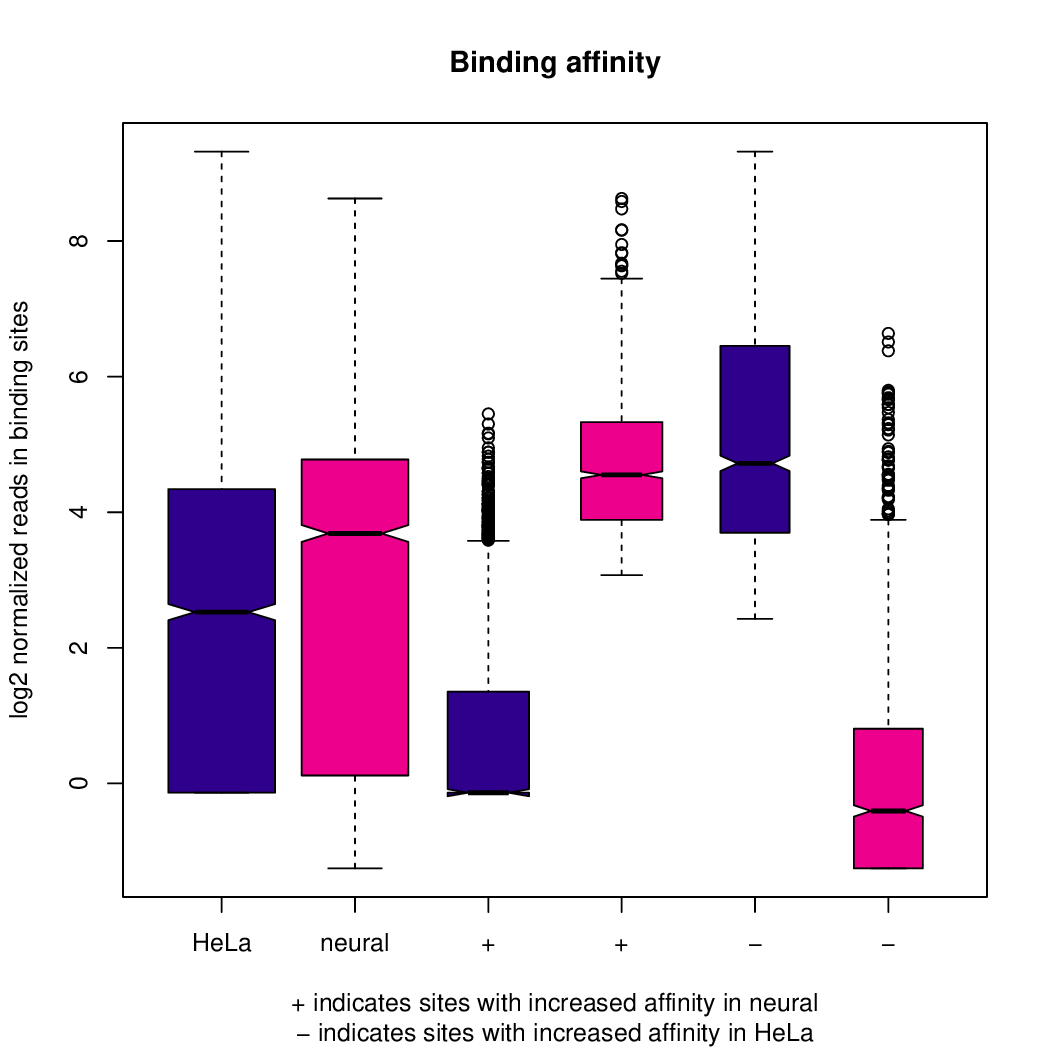 Binding affinity
log2 normalized reads in binding sites
8
6
4
2
0
HeLa neural + + − −
+ indicates sites with increased affinity in neural
− indicates sites with increased affinity in HeLa